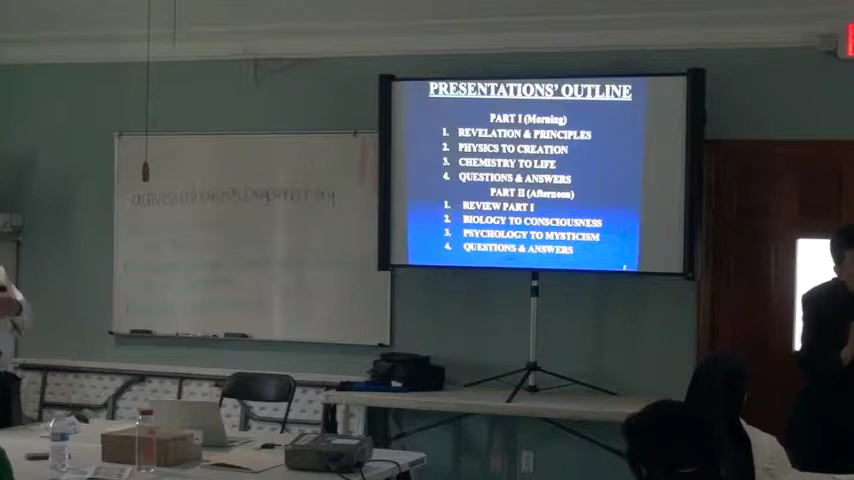 PRESENTATIONS' OUTLINE
PART I (Morning)
1. REVELATION & PRINCIPLES
2. PHYSICS TO CREATION
3. CHEMISTRY TO LIFE
4. QUESTIONS & ANSWERS
PART II (Afternoon)
1. REVIEW PART I
2. BIOLOGY TO CONSCIOUSNESS
3. PSYCHOLOGY TO MYSTICISM
4. QUESTIONS & ANSWERS